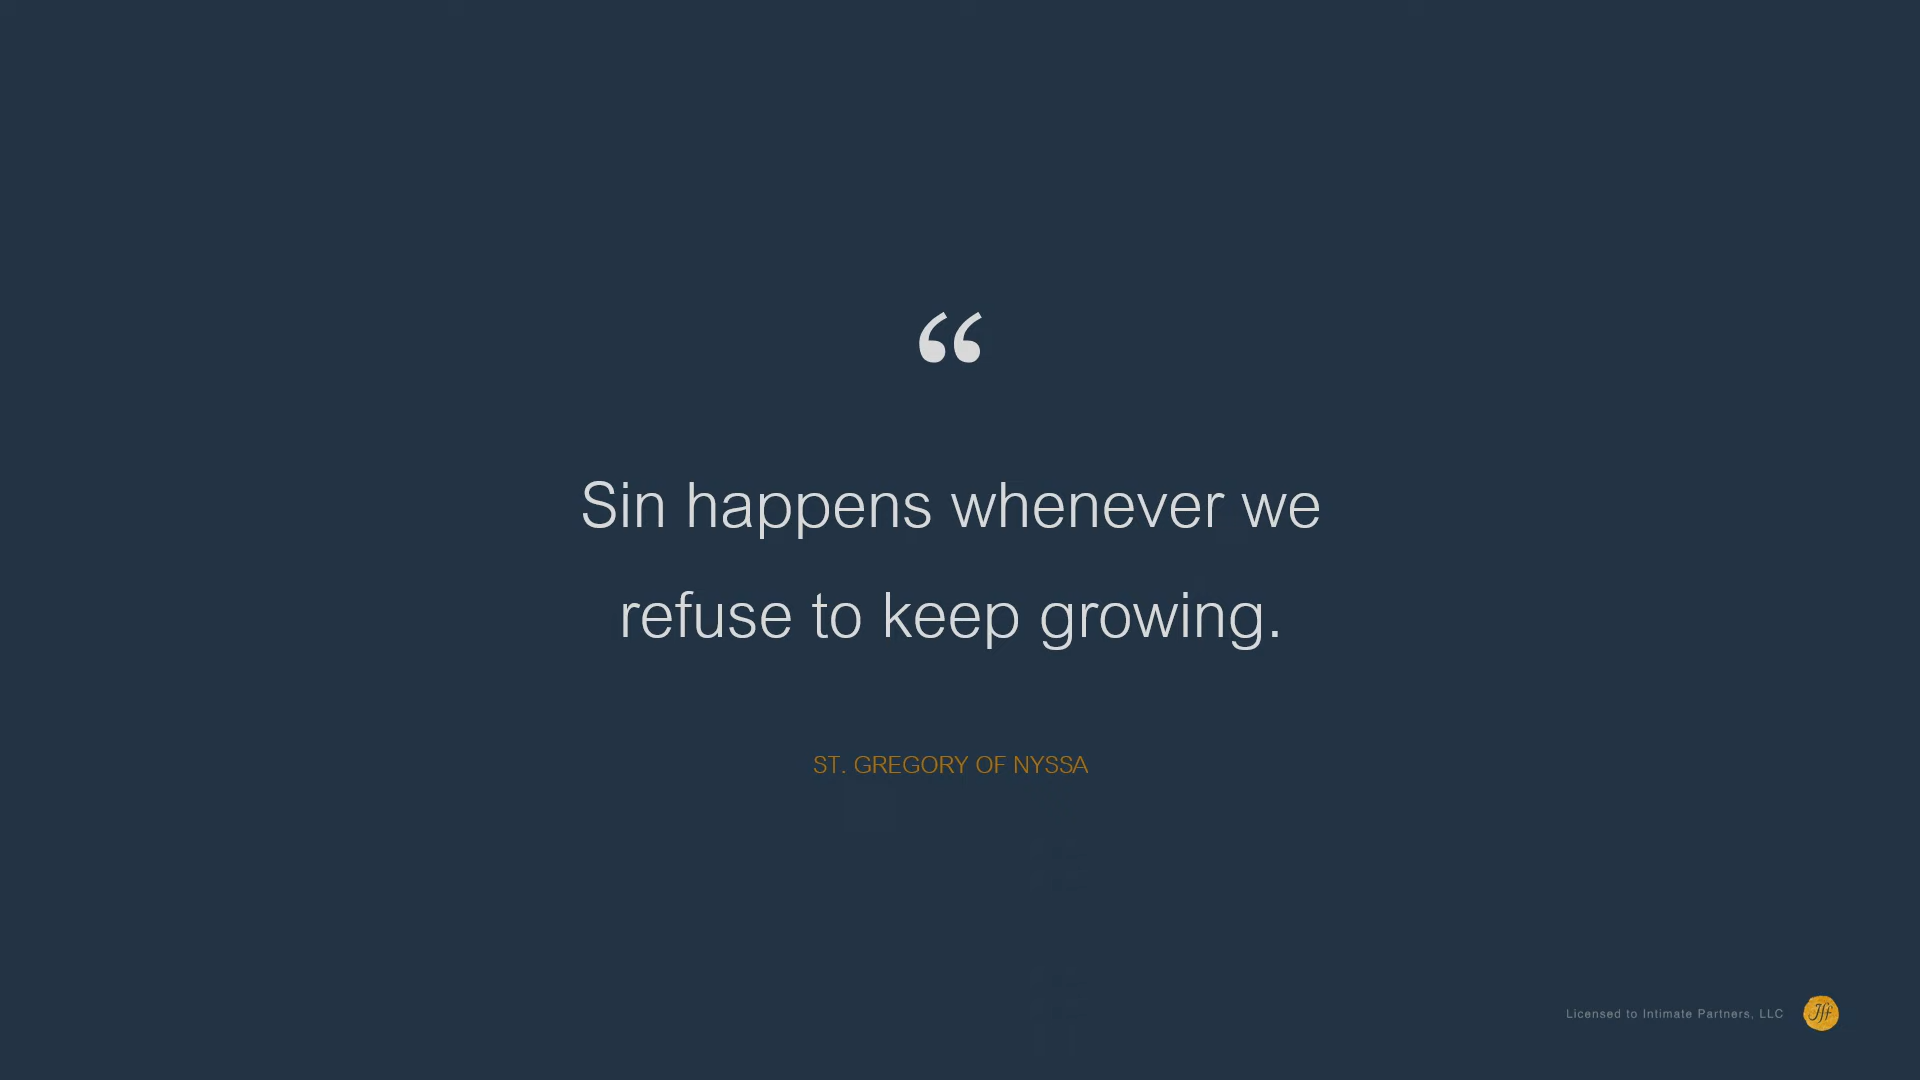 “
Sin happens whenever we
refuse to keep growing.
ST. GREGORY OF NYSSA
Licensed to Intimate Partners, LLC